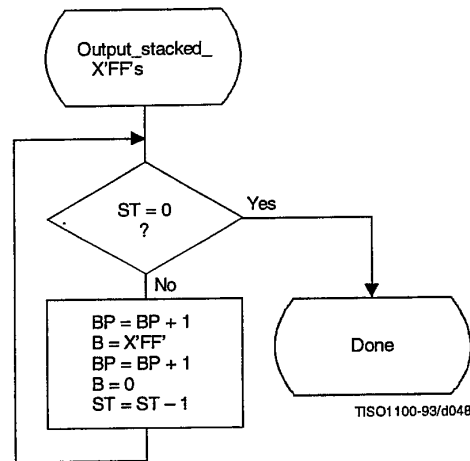 Output_stacked_
X'FF's
ST = 0
?
Yes
No
BP = BP + 1
B = X'FF'
BP = BP + 1
B = 0
ST = ST – 1
Done
TISO1100-93/d048